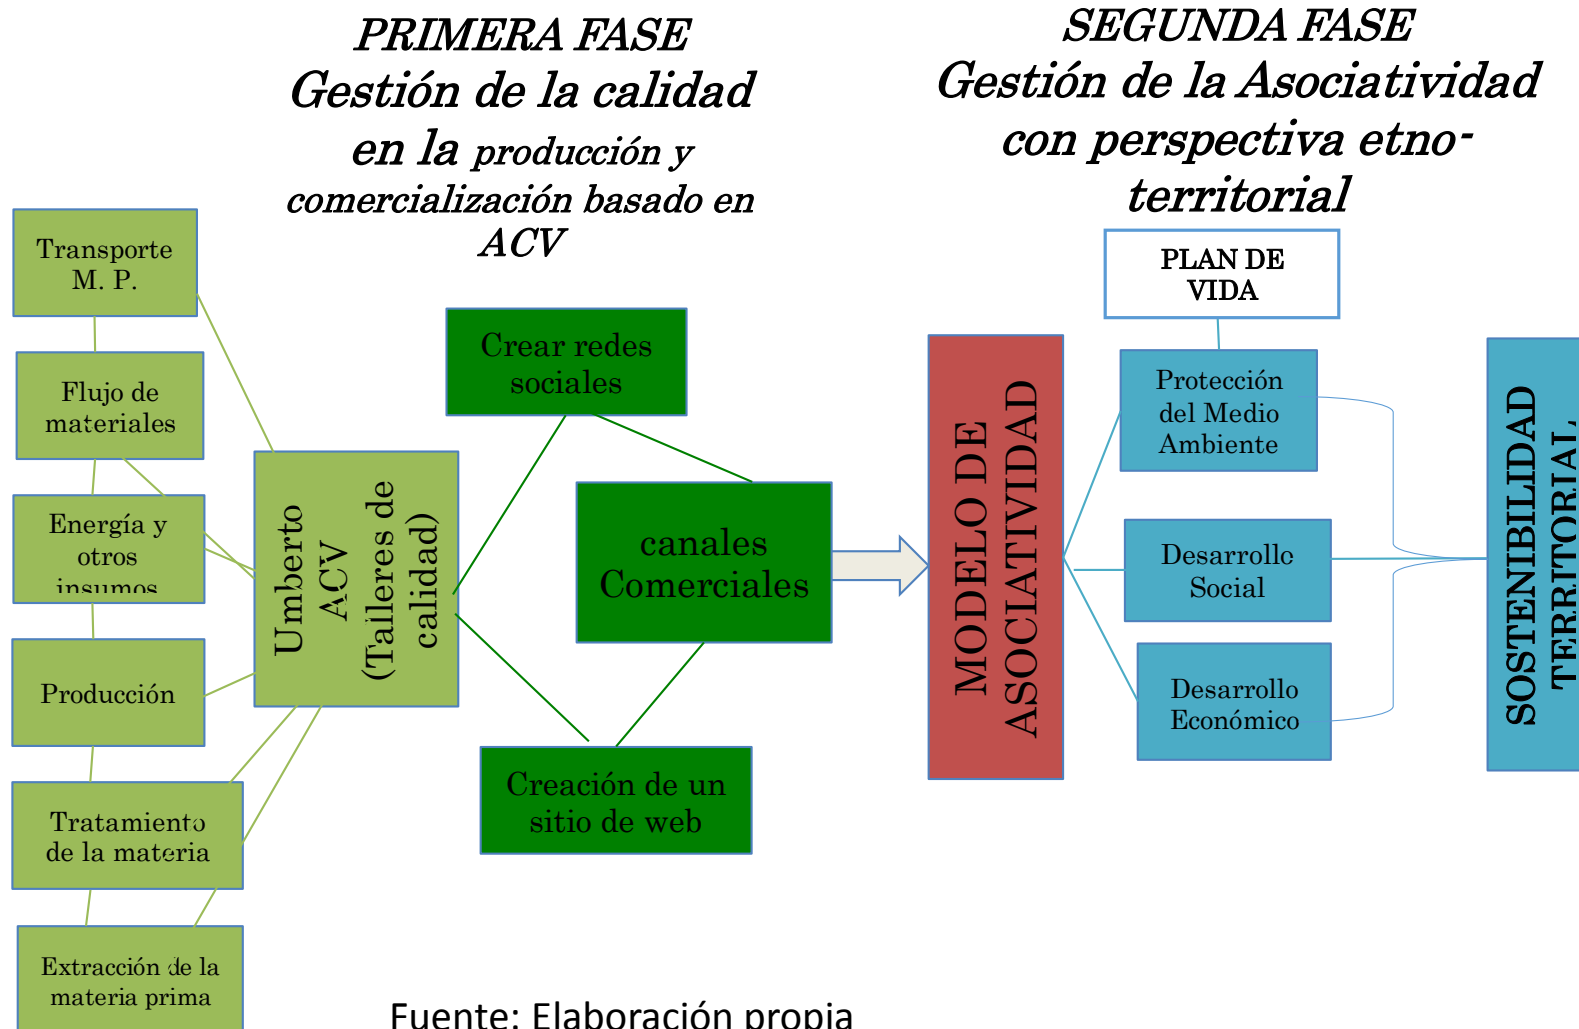 PRIMERA FASE
Gestión de la calidad
en la producción y
comercialización basado en
ACV
SEGUNDA FASE
Gestión de la Asociatividad
con perspectiva etno-
territorial
Transporte
M. P.
Flujo de
materiales
Energía y
otros
insumos
Producción
Tratamiento
de la materia
Extracción de la
materia prima
Umberto
ACV
(Talleres de
calidad)
Crear redes
sociales
canales
Comerciales
Creación de un
sitio de web
MODELO DE
ASOCIATIVIDAD
PLAN DE
VIDA
Protección
del Medio
Ambiente
Desarrollo
Social
Desarrollo
Económico
SOSTENIBILIDAD
TERRITORIAL
Fuente: Elaboración propia